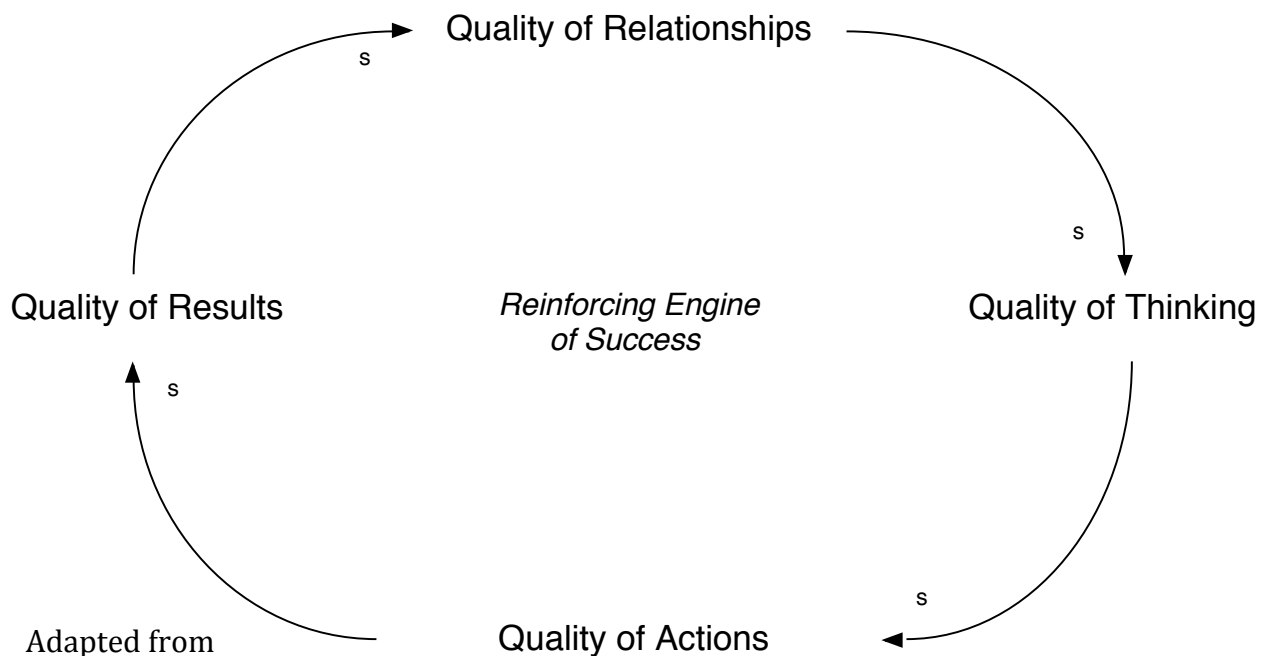 Quality of Relationships
s
s
Quality of Results
Reinforcing Engine
of Success
Quality of Thinking
s
s
Quality of Actions
Adapted from